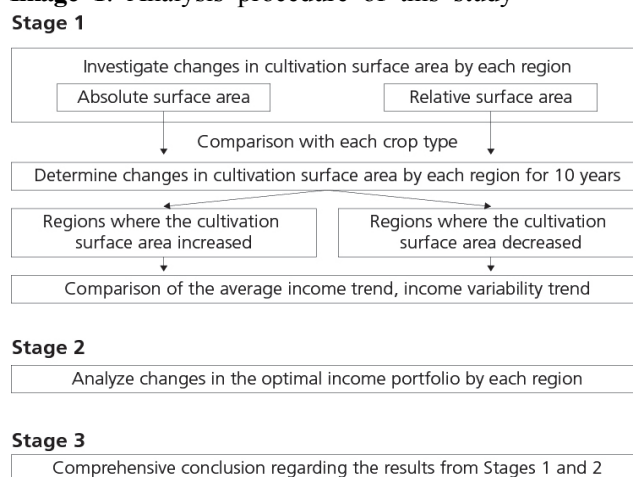 Image 1. Analysis procedure of this study
Stage 1
Investigate changes in cultivation surface area by each region
Absolute surface area
Relative surface area
Comparison with each crop type
Determine changes in cultivation surface area by each region for 10 years
Regions where the cultivation
surface area increased
Regions where the cultivation
surface area decreased
Comparison of the average income trend, income variability trend
Stage 2
Analyze changes in the optimal income portfolio by each region
Stage 3
Comprehensive conclusion regarding the results from Stages 1 and 2